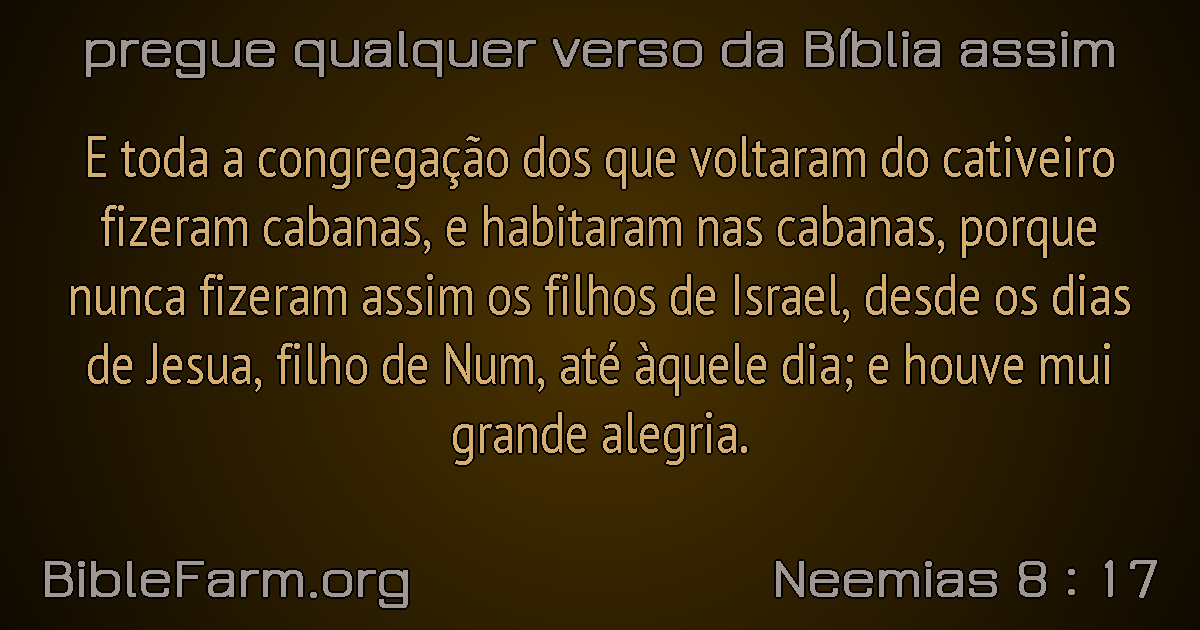 pregue qualquer verso da Bíblia assim
E toda a congregação dos que voltaram do cativeiro
fizeram cabanas, e habitaram nas cabanas, porque
nunca fizeram assim os filhos de Israel, desde os dias
de Jesua, filho de Num, até àquele dia; e houve mui
grande alegria.
BibleFarm.org
Neemias 8 : 17